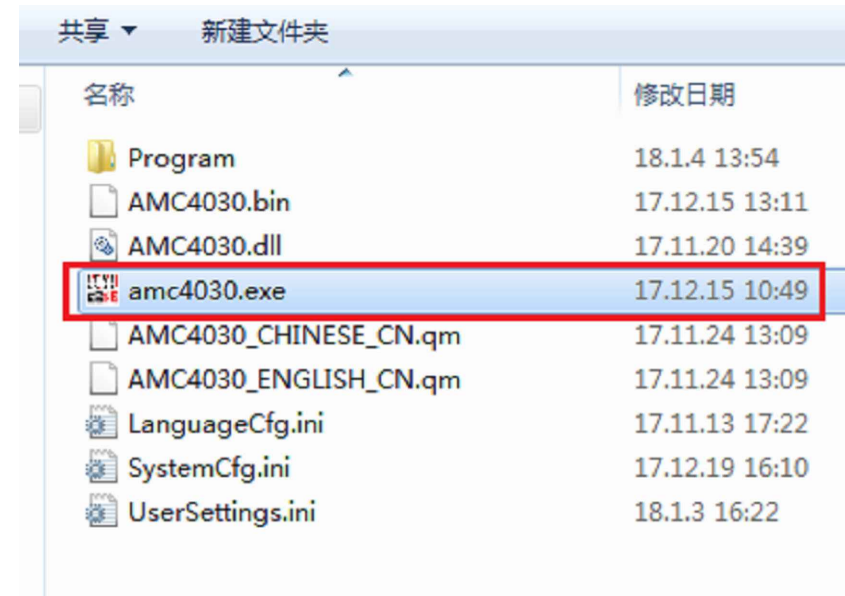 共享 新建文件夹
名称 修改日期
Program 18.1.4 13:54
AMC4030.bin 17.12.15 13:11
AMC4030.dll 17.11.20 14:39
amc4030.exe 17.12.15 10:49
AMC4030_CHINESE_CN.qm 17.11.24 13:09
AMC4030_ENGLISH_CN.qm 17.11.24 13:09
LanguageCfg.ini 17.11.13 17:22
SystemCfg.ini 17.12.19 16:10
UserSettings.ini 18.1.3 16:22